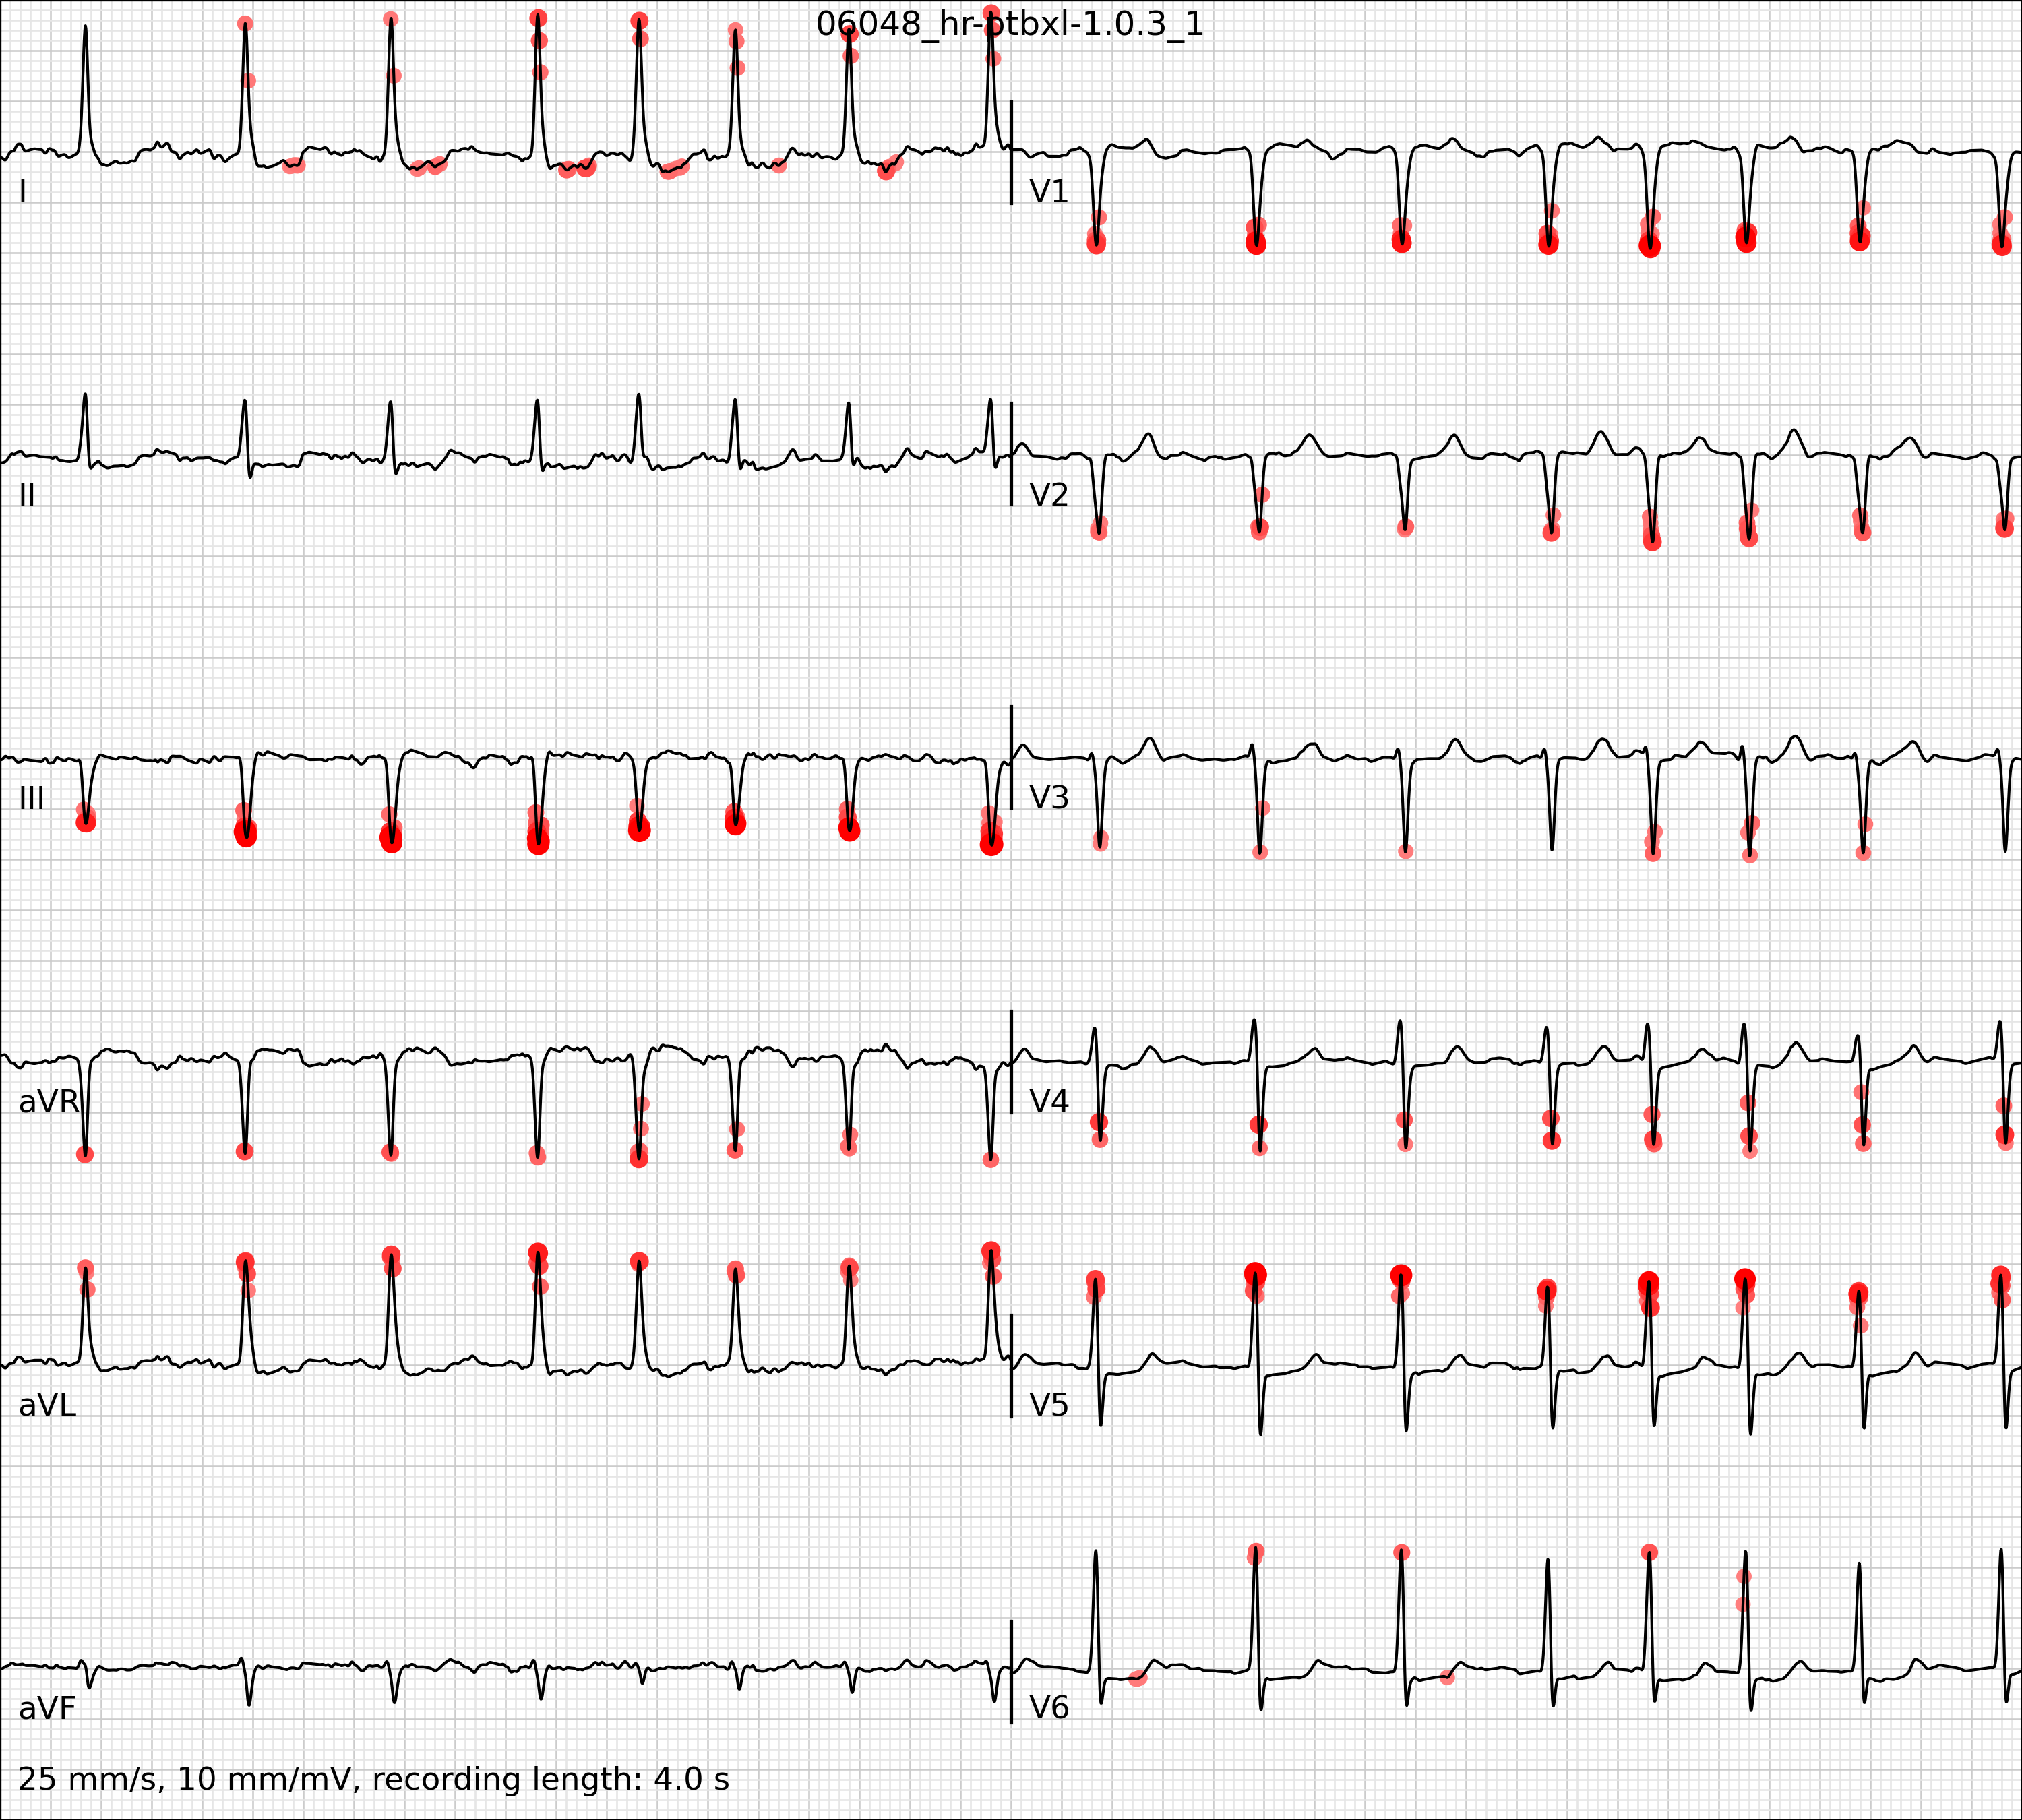 06048_hr-ptbxl-1.0.3_1
I
V1
II
V2
III
V3
aVR
V4
aVL
V5
aVF
V6
25 mm/s, 10 mm/mV, recording length: 4.0 s